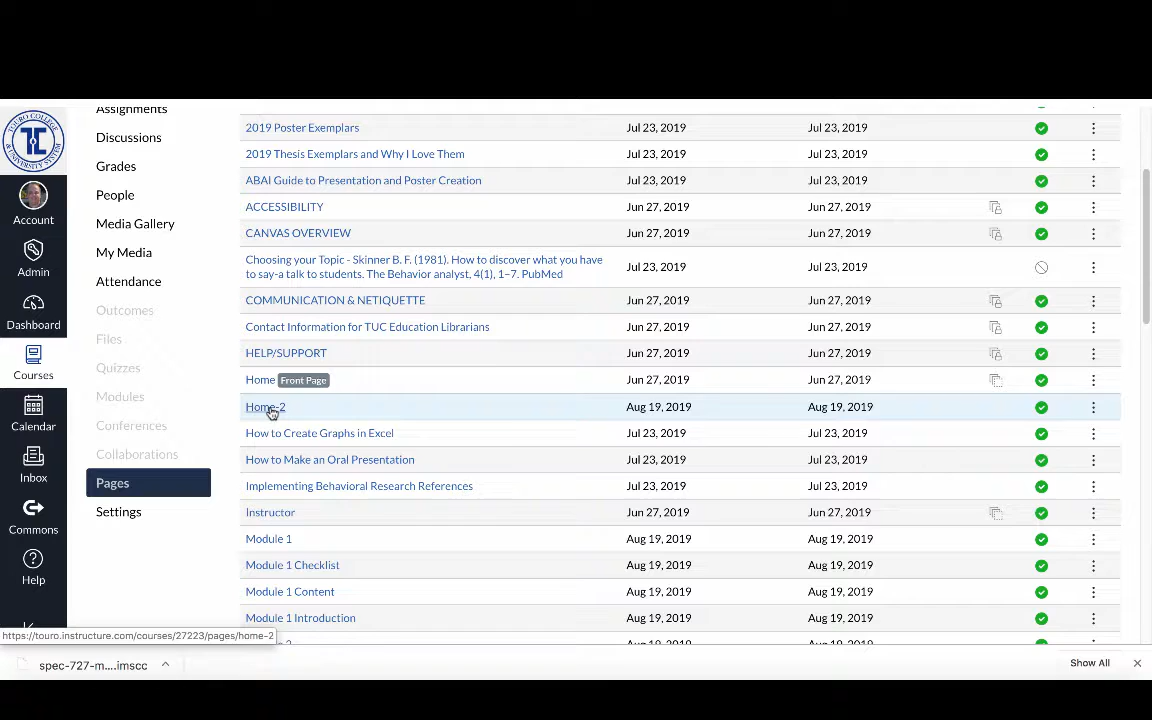 Assignments
2019 Poster Exemplars Jul 23, 2019 Jul 23, 2019
Discussions
2019 Thesis Exemplars and Why I Love Them Jul 23, 2019 Jul 23, 2019
Grades
ABAI Guide to Presentation and Poster Creation Jul 23, 2019 Jul 23, 2019
People
ACCESSIBILITY Jun 27, 2019 Jun 27, 2019
Account
Media Gallery
CANVAS OVERVIEW Jun 27, 2019 Jun 27, 2019
My Media
Choosing your Topic - Skinner B. F. (1981). How to discover what you have
to say-a talk to students. The Behavior analyst, 4(1), 1–7. PubMed Jul 23, 2019 Jul 23, 2019
Admin
Attendance
COMMUNICATION & NETIQUETTE Jun 27, 2019 Jun 27, 2019
Outcomes
Dashboard
Contact Information for TUC Education Librarians Jun 27, 2019 Jun 27, 2019
Files
HELP/SUPPORT Jun 27, 2019 Jun 27, 2019
Quizzes
Courses
Home Front Page Jun 27, 2019 Jun 27, 2019
Modules
Home-2 Aug 19, 2019 Aug 19, 2019
Calendar
Conferences
How to Create Graphs in Excel Jul 23, 2019 Jul 23, 2019
Collaborations
How to Make an Oral Presentation Jul 23, 2019 Jul 23, 2019
Inbox
Pages
Implementing Behavioral Research References Jul 23, 2019 Jul 23, 2019
Settings
Instructor Jun 27, 2019 Jun 27, 2019
Commons
Module 1 Aug 19, 2019 Aug 19, 2019
Module 1 Checklist Aug 19, 2019 Aug 19, 2019
Help
Module 1 Content Aug 19, 2019 Aug 19, 2019
Module 1 Introduction Aug 19, 2019 Aug 19, 2019
https://touro.instructure.com/courses/27223/pages/home-2
spec-727-m....imscc
Show All